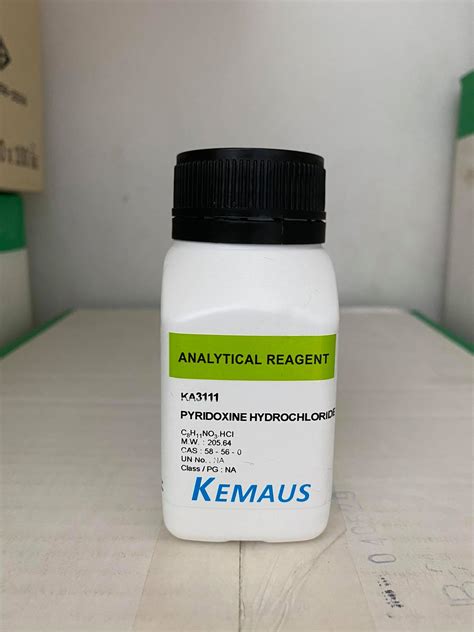 ANALYTICAL REAGENT
KA3111
PYRIDOXINE HYDROCHLORIDE
C₈H₁₁NO₃.HCl
M.W. : 205.64
CAS : 58 - 56 - 0
UN No. : NA
Class / PG : NA
KEMAUS